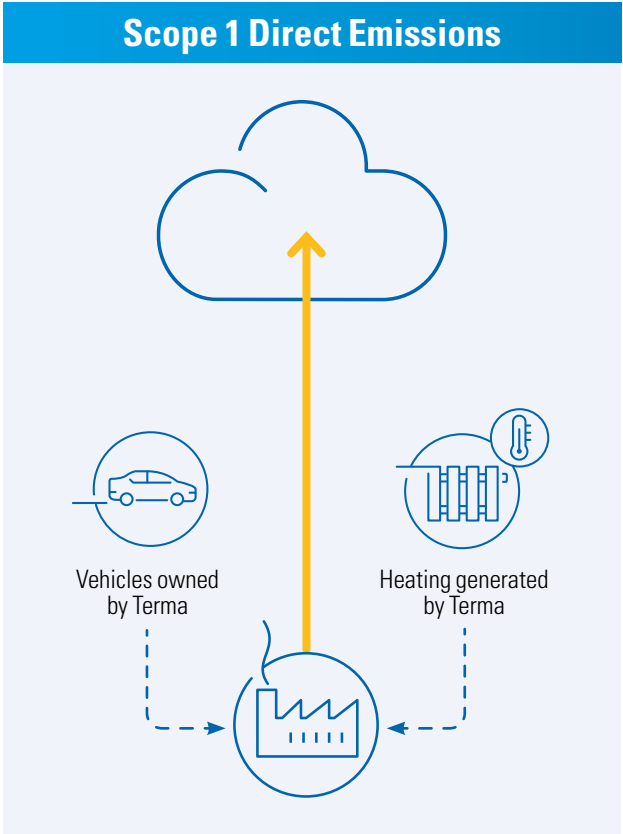 Scope 1 Direct Emissions
Vehicles owned
by Terma
Heating generated
by Terma